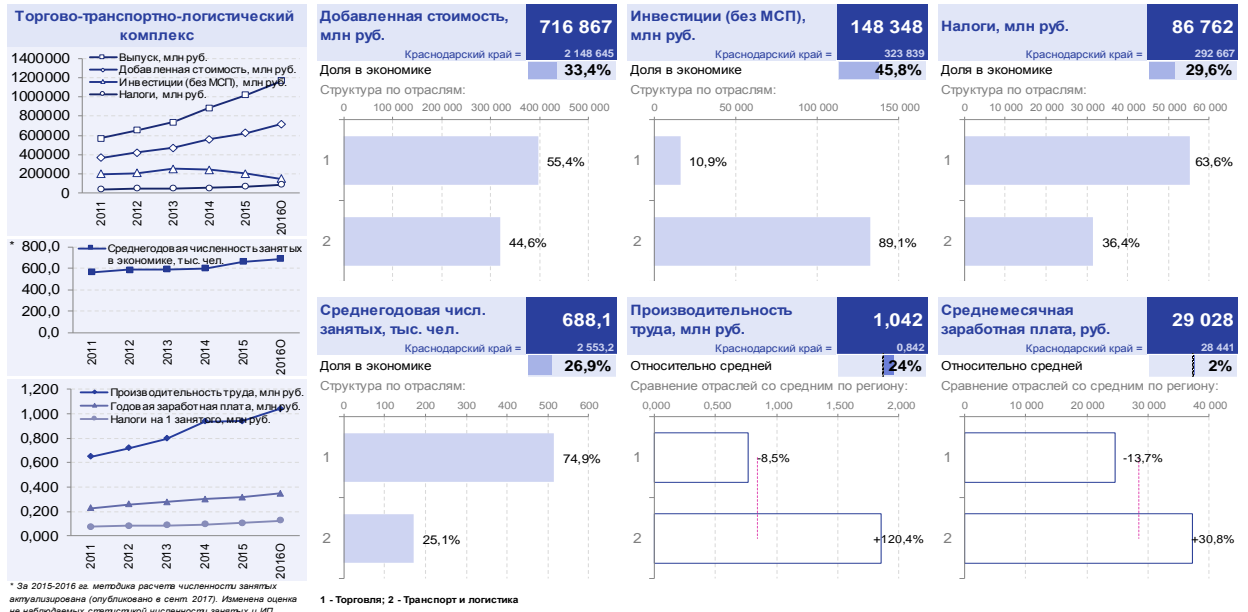 Торгово-транспортно-логистический
комплекс
1400000
1200000
1000000
800000
600000
400000
200000
0
Выпуск, млн руб.
Добавленная стоимость, млн руб.
Инвестиции (без МСП), млн руб.
Налоги, млн руб.
2011
2012
2013
2014
2015
2016О
*
800,0
600,0
400,0
200,0
0,0
Среднегодовая численность занятых
в экономике, тыс. чел.
2011
2012
2013
2014
2015
2016О
1,200
1,000
0,800
0,600
0,400
0,200
0,000
Производительность труда, млн руб.
Годовая заработная плата, млн руб.
Налоги на 1 занятого, млн руб.
2011
2012
2013
2014
2015
2016О
* За 2015-2016 гг. методика расчета численности занятых
актуализирована (опубликовано в сент. 2017). Изменена оценка
не наблюдаемых статистикой численности занятых и ИП
Добавленная стоимость,
млн руб.
716 867
Краснодарский край =
2 148 645
Доля в экономике
33,4%
Структура по отраслям:
0 100 000 200 000 300 000 400 000 500 000
1
55,4%
2
44,6%
Инвестиции (без МСП),
млн руб.
148 348
Краснодарский край =
323 839
Доля в экономике
45,8%
Структура по отраслям:
0 50 000 100 000 150 000
1
10,9%
2
89,1%
Налоги, млн руб.
86 762
Краснодарский край =
292 667
Доля в экономике
29,6%
Структура по отраслям:
0 10 000 20 000 30 000 40 000 50 000 60 000
1
63,6%
2
36,4%
Среднегодовая числ.
занятых, тыс. чел.
688,1
Краснодарский край =
2 553,2
Доля в экономике
26,9%
Структура по отраслям:
0 100 200 300 400 500 600
1
74,9%
2
25,1%
Производительность
труда, млн руб.
1,042
Краснодарский край =
0,842
Относительно средней
24%
Сравнение отраслей со средним по региону:
0,000 0,500 1,000 1,500 2,000
1
-8,5%
2
+120,4%
Среднемесячная
заработная плата, руб.
29 028
Краснодарский край =
28 441
Относительно средней
2%
Сравнение отраслей со средним по региону:
0 10 000 20 000 30 000 40 000
1
-13,7%
2
+30,8%
1 - Торговля; 2 - Транспорт и логистика